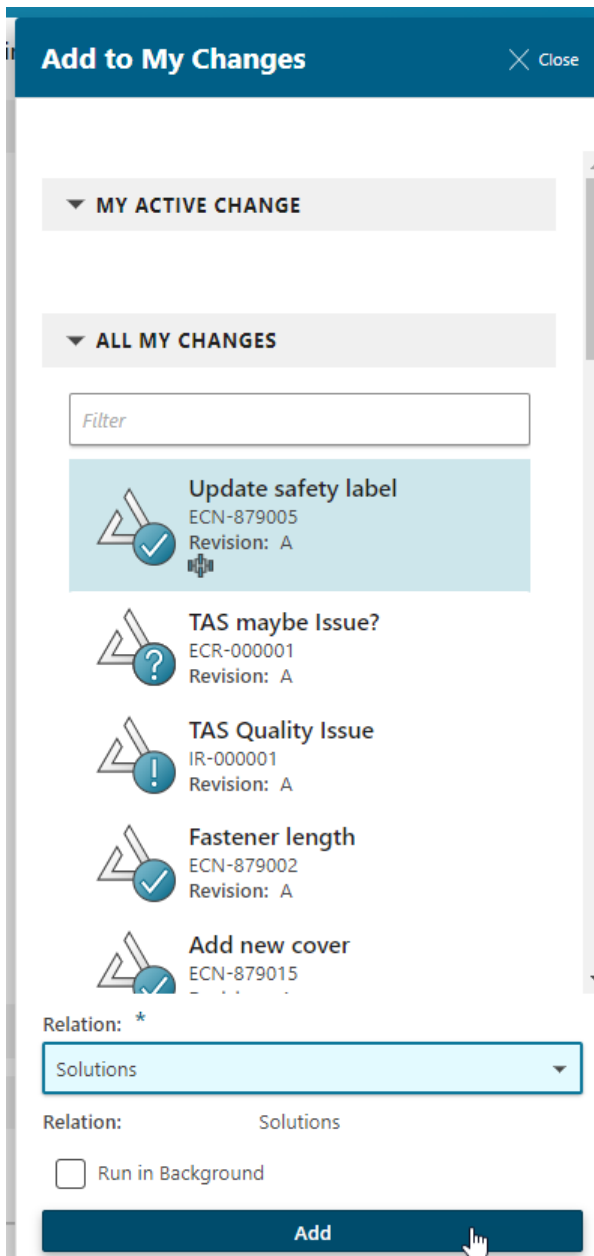 Add to My Changes
Close
MY ACTIVE CHANGE
ALL MY CHANGES
Filter
Update safety label
ECN-879005
Revision: A
TAS maybe Issue?
ECR-000001
Revision: A
TAS Quality Issue
IR-000001
Revision: A
Fastener length
ECN-879002
Revision: A
Add new cover
ECN-879015
Relation: *
Solutions
Relation: Solutions
Run in Background
Add